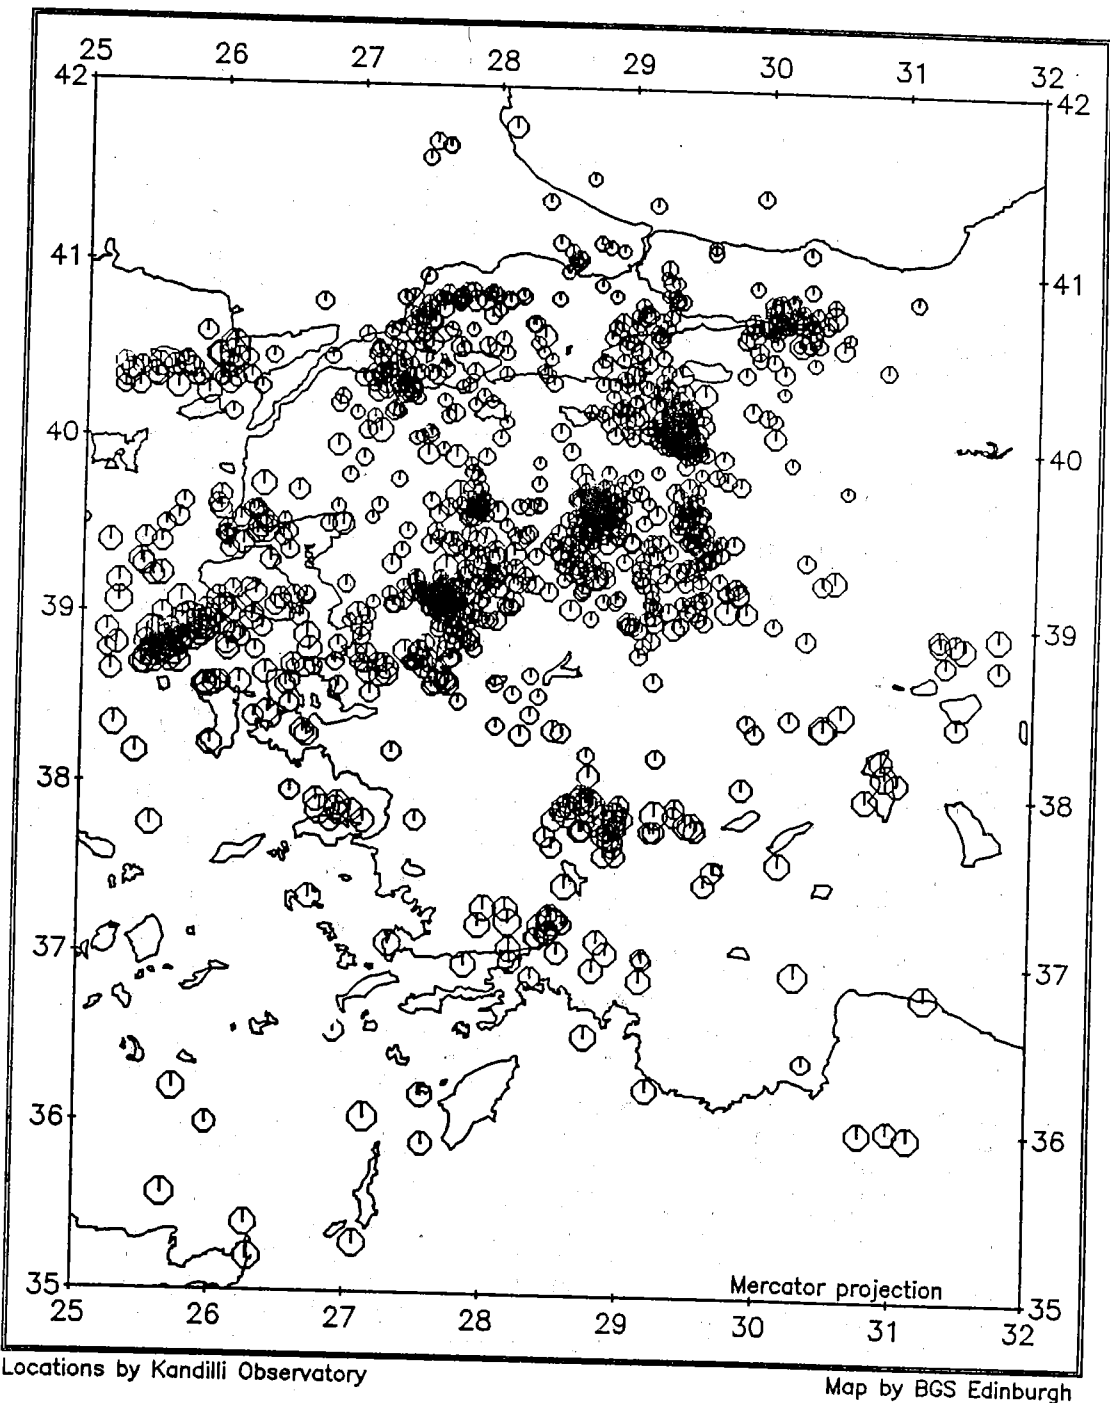 25 26 27 28 29 30 31 32
42 42
41 41
40 40
39 39
38 38
37 37
36 36
Mercator projection
35 35
25 26 27 28 29 30 31 32
Locations by Kandilli Observatory
Map by BGS Edinburgh